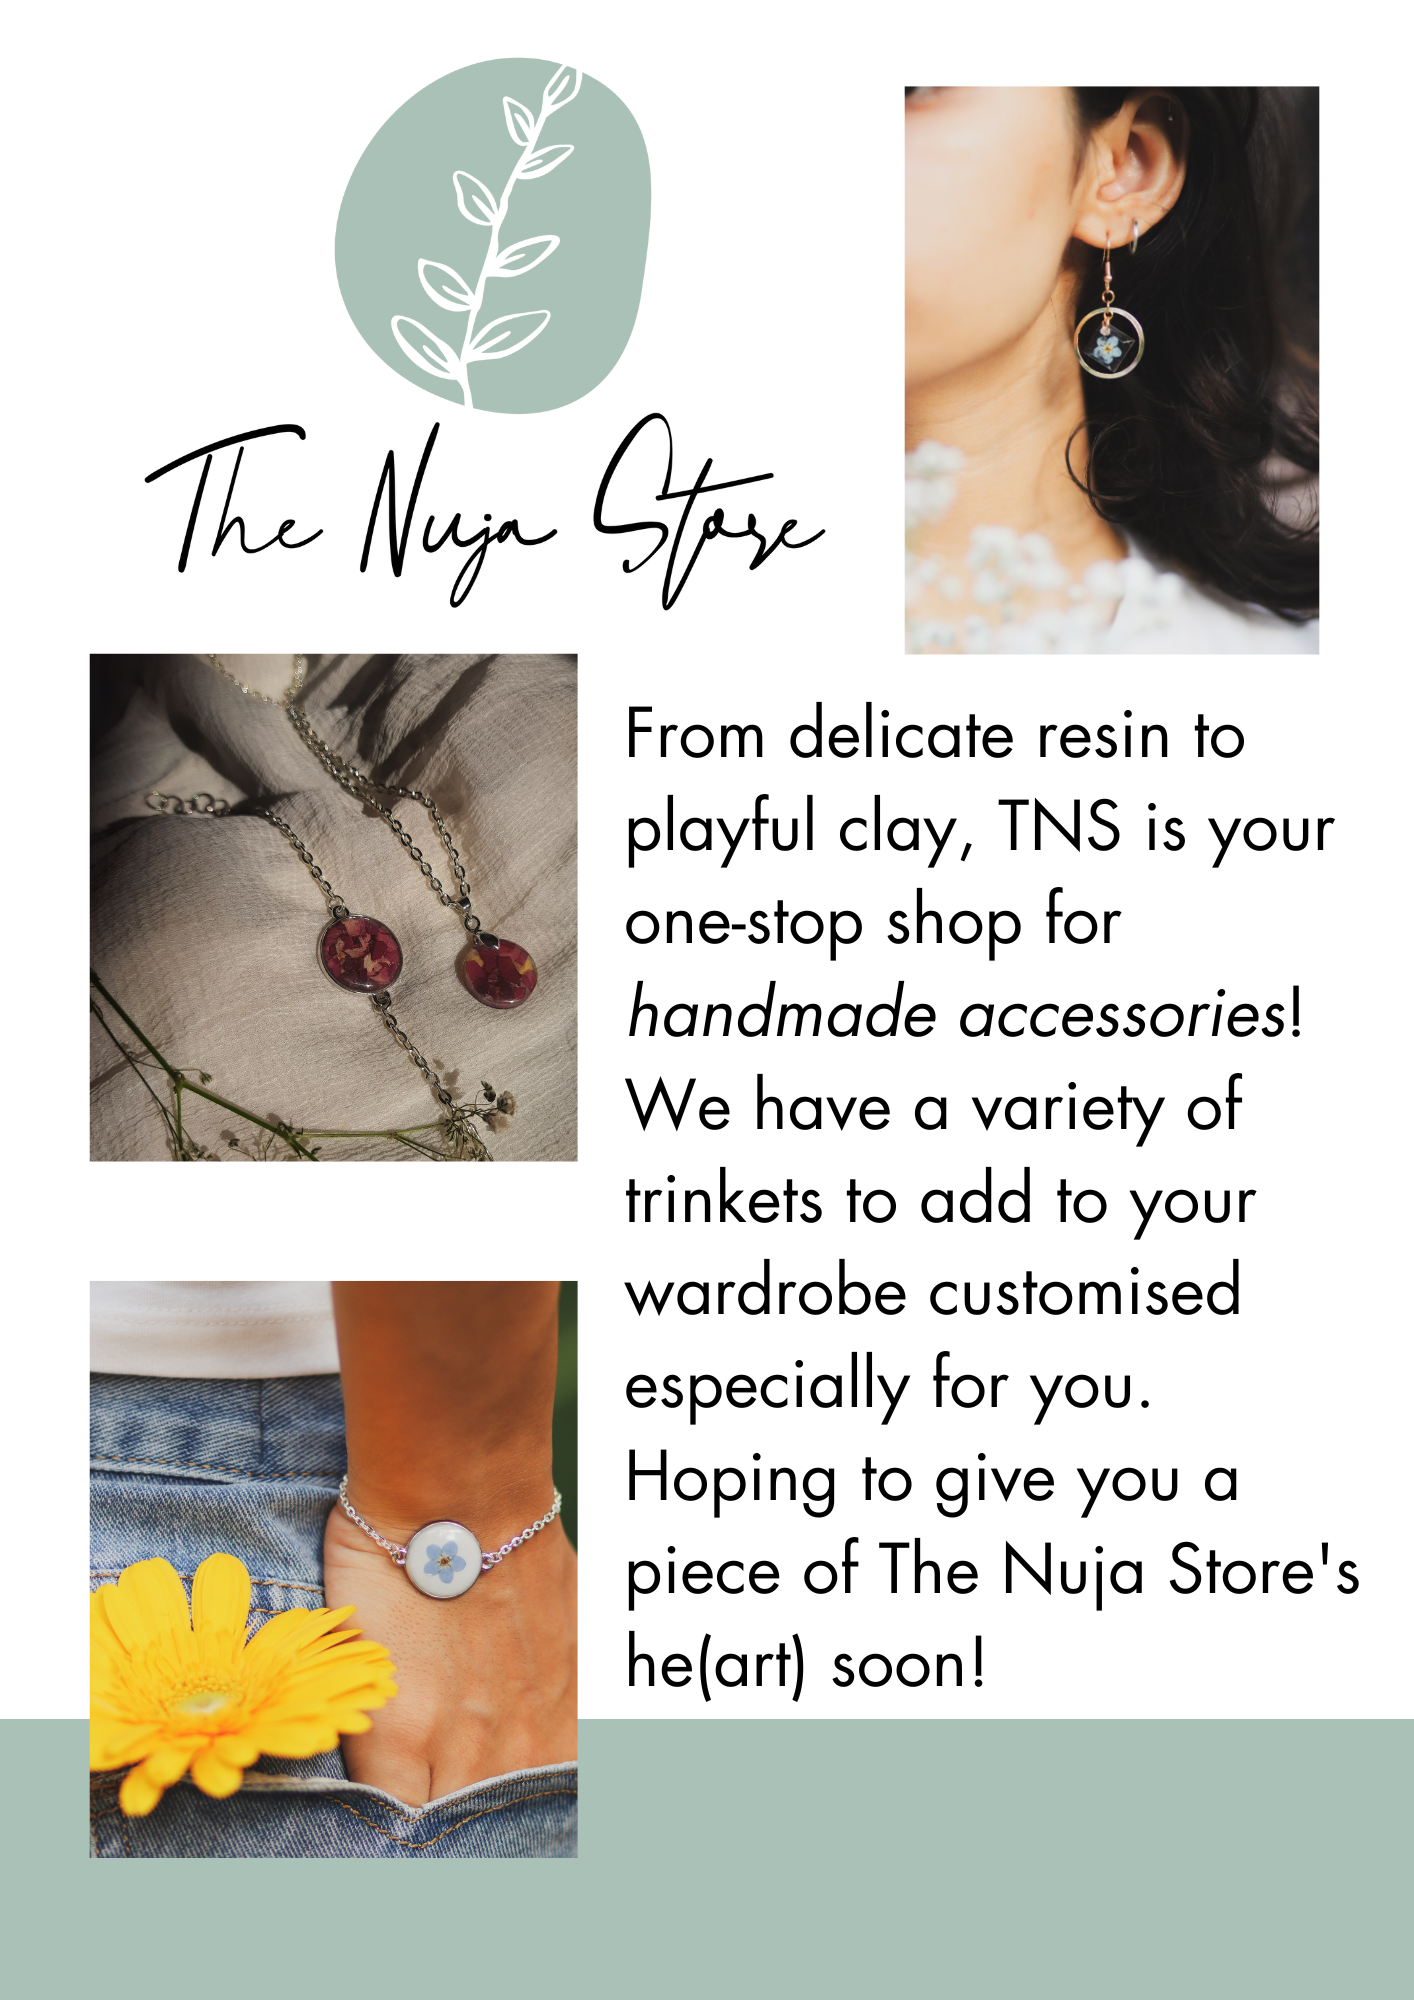 The Nuja Store
From delicate resin to
playful clay, TNS is your
one-stop shop for
handmade accessories!
We have a variety of
trinkets to add to your
wardrobe customised
especially for you.
Hoping to give you a
piece of The Nuja Store's
he(art) soon!